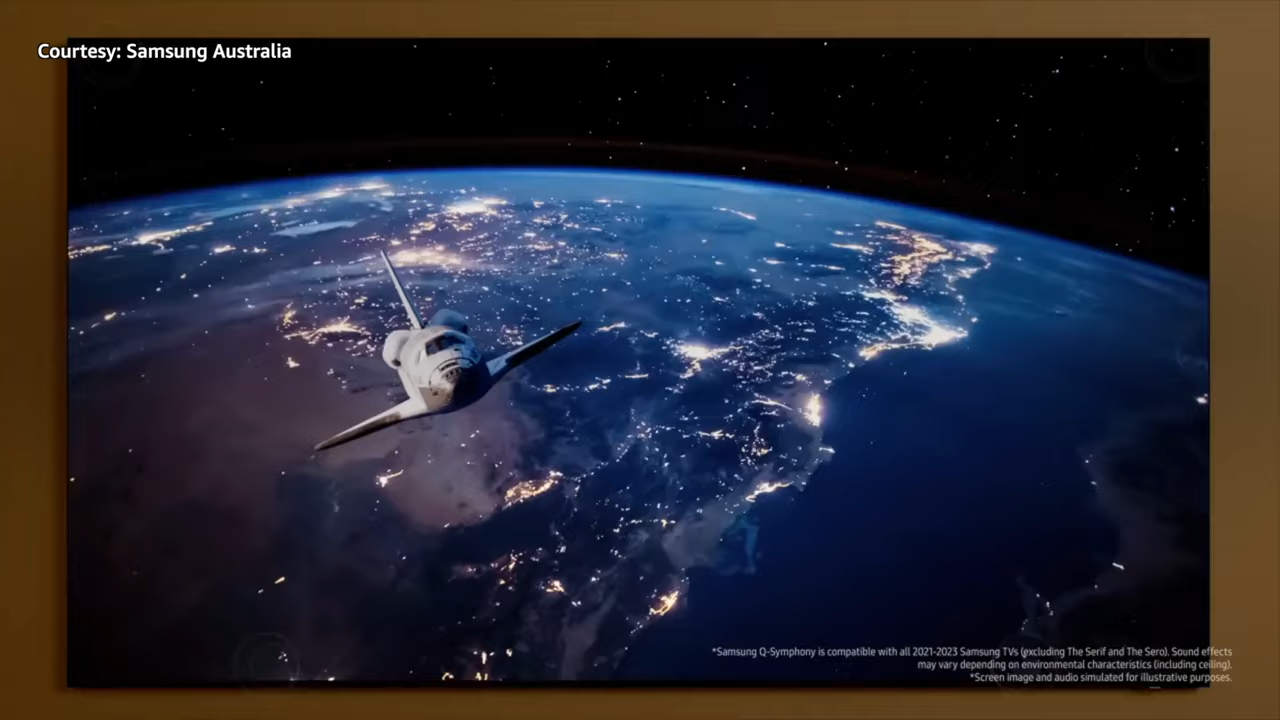 Courtesy: Samsung Australia
*Samsung Q-Symphony is compatible with all 2021-2023 Samsung TVs (excluding The Serif and The Sero). Sound effects
may vary depending on environmental characteristics (including ceiling).
*Screen image and audio simulated for illustrative purposes.